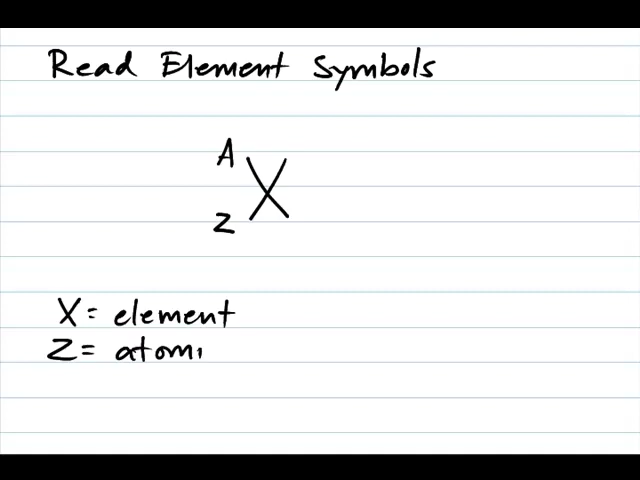 Read Element Symbols
A
X
Z
X = element
Z = atomi